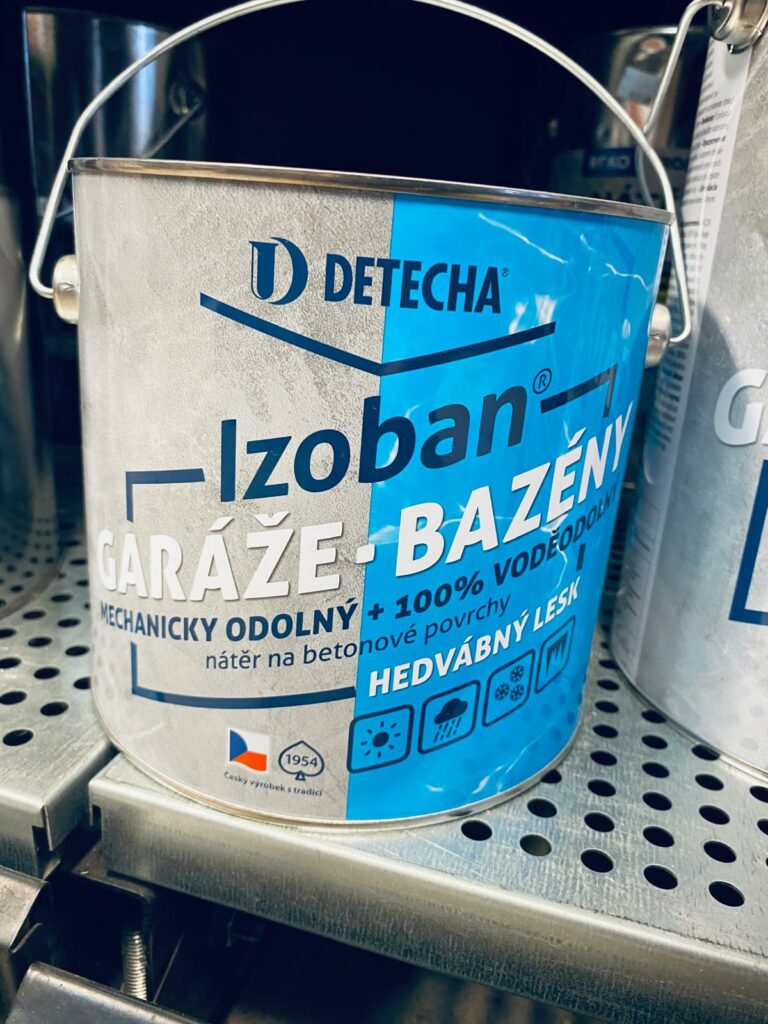 DETECHA®
Izoban®
GARÁŽE - BAZÉNY
MECHANICKY ODOLNÝ + 100% VODĚODOLNÝ
nátěr na betonové povrchy
HEDVÁBNÝ LESK
1954
Český výrobek s tradicí
G